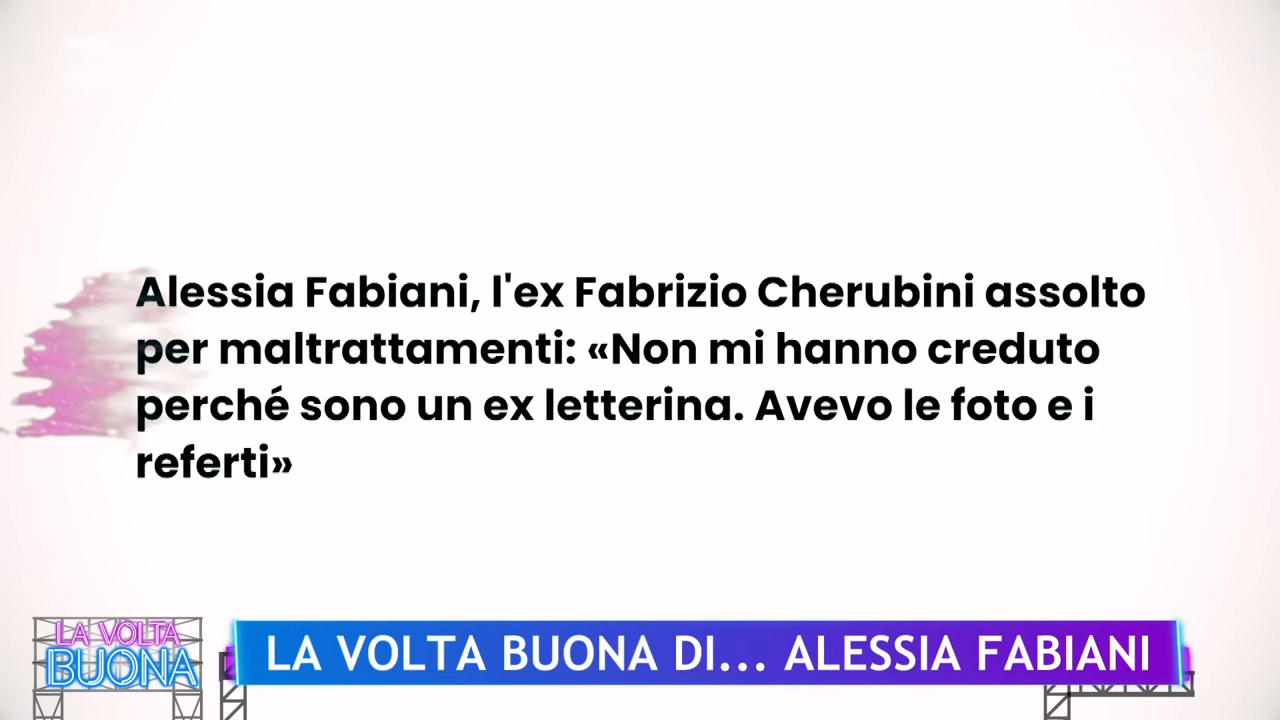 Alessia Fabiani, l'ex Fabrizio Cherubini assolto
per maltrattamenti: «Non mi hanno creduto
perché sono un ex letterina. Avevo le foto e i
referti»
LA VOLTA
BUONA
LA VOLTA BUONA DI... ALESSIA FABIANI